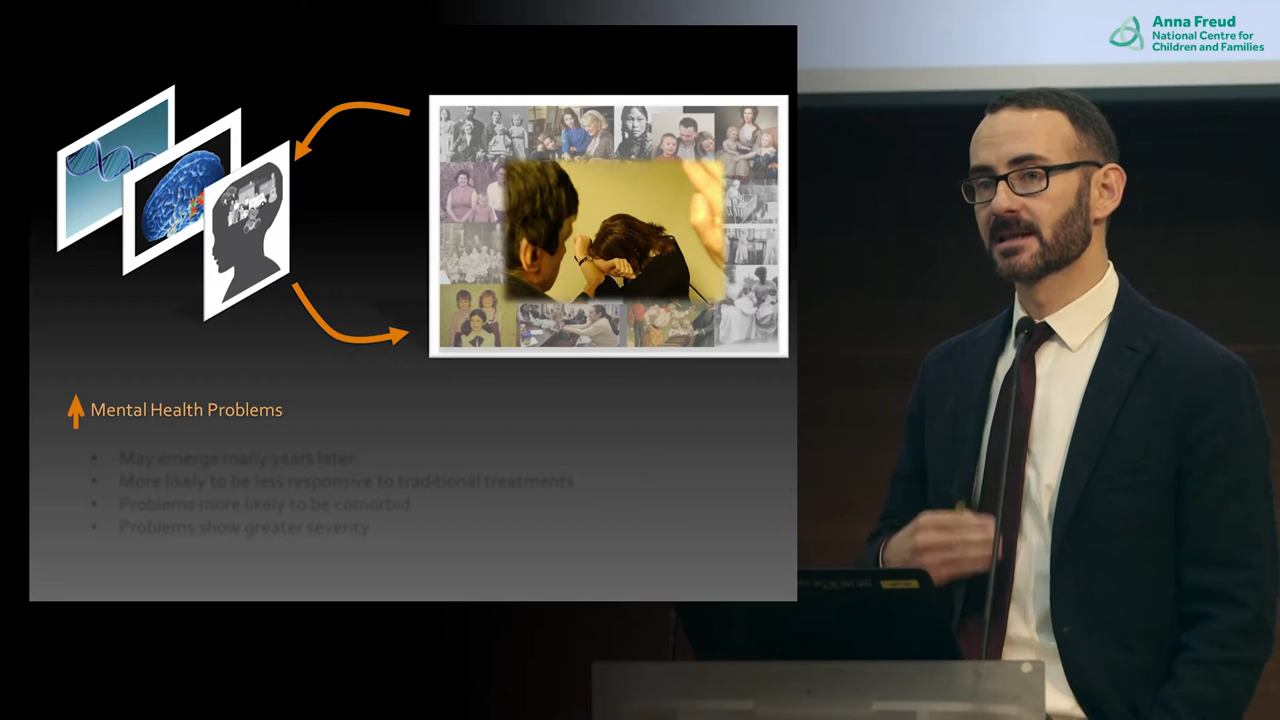 Anna Freud
National Centre for
Children and Families
Mental Health Problems
• May emerge many years later
• More likely to be less responsive to traditional treatments
• Problems more likely to be comorbid
• Problems show greater severity